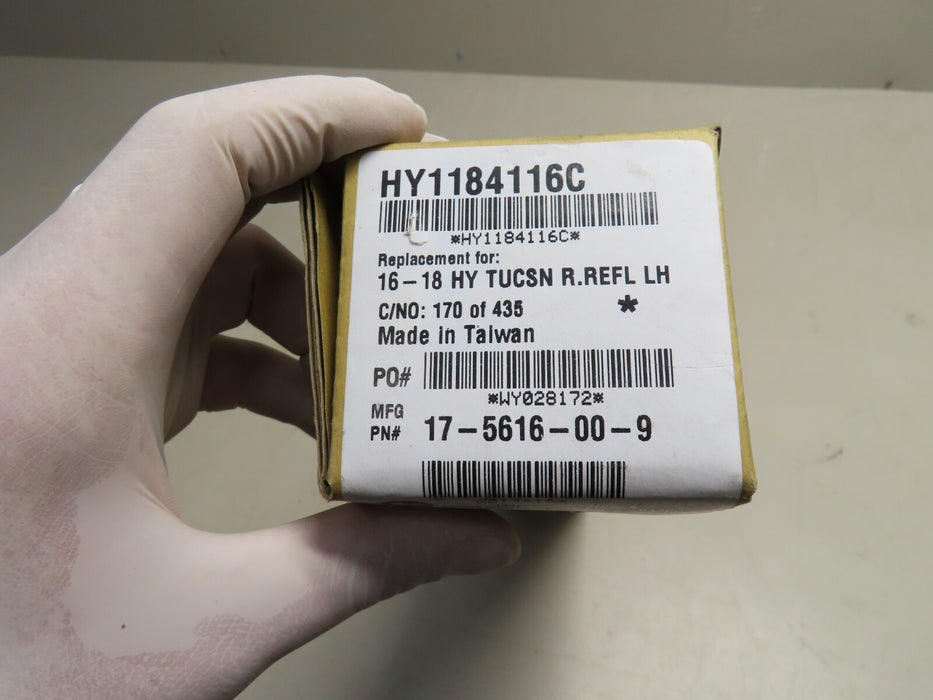 HY1184116C
*HY1184116C*
Replacement for:
16-18 HY TUCSN R.REFL LH
C/NO: 170 of 435
*
Made in Taiwan
PO#
*WY028172*
MFG
PN# 17-5616-00-9